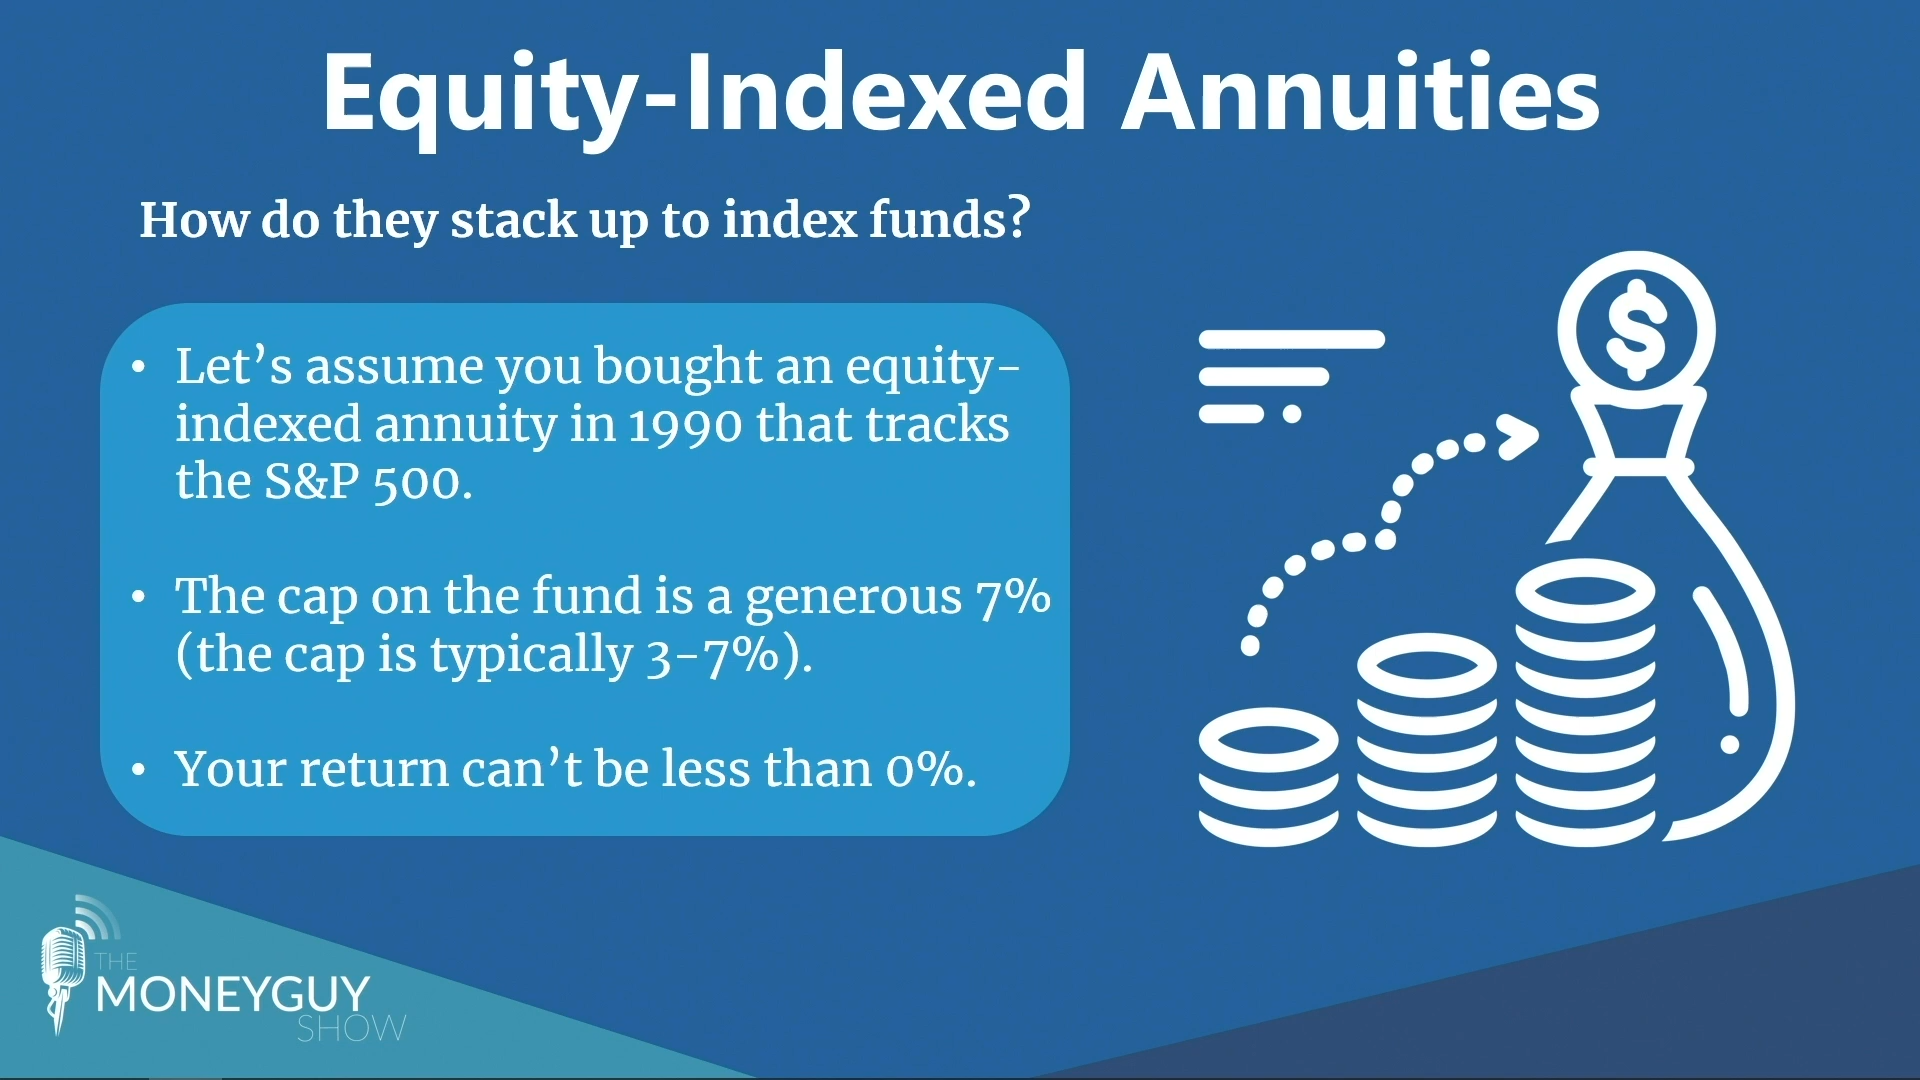 Equity-Indexed Annuities
How do they stack up to index funds?
• Let’s assume you bought an equity-
indexed annuity in 1990 that tracks
the S&P 500.
• The cap on the fund is a generous 7%
(the cap is typically 3-7%).
• Your return can’t be less than 0%.
$
THE
MONEYGUY
SHOW